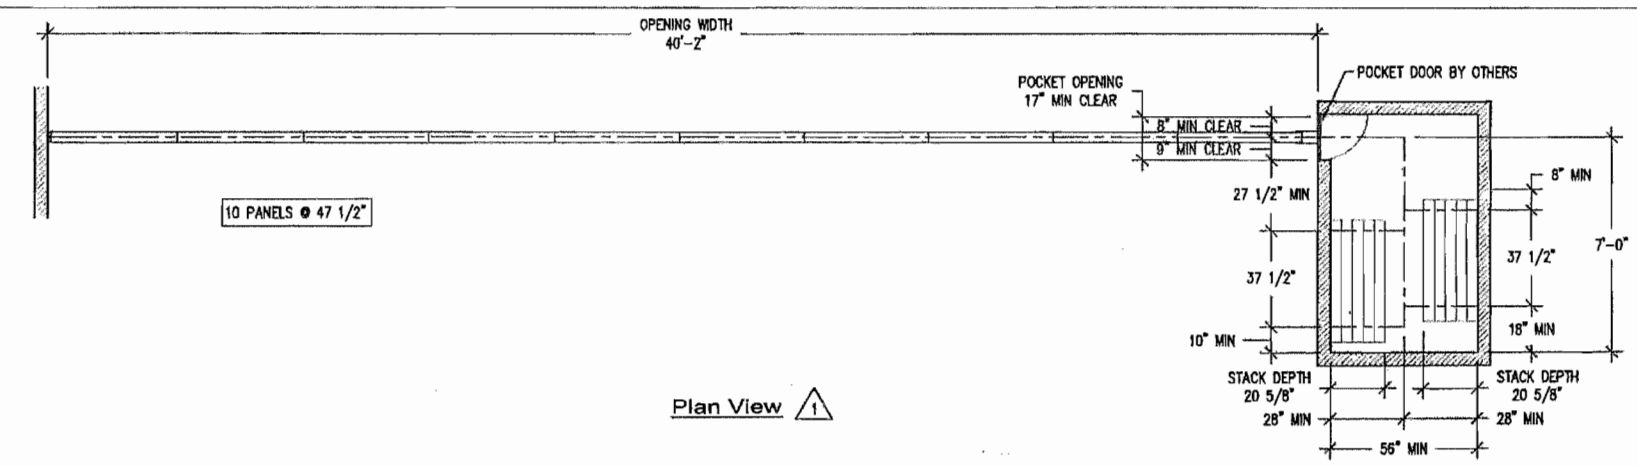 OPENING WIDTH
40'-2"
POCKET OPENING
17" MIN CLEAR
POCKET DOOR BY OTHERS
8" MIN CLEAR
9" MIN CLEAR
27 1/2" MIN
8" MIN
10 PANELS @ 47 1/2"
7'-0"
37 1/2"
37 1/2"
10" MIN
18" MIN
STACK DEPTH
20 5/8"
STACK DEPTH
20 5/8"
Plan View 1
28" MIN
28" MIN
56" MIN